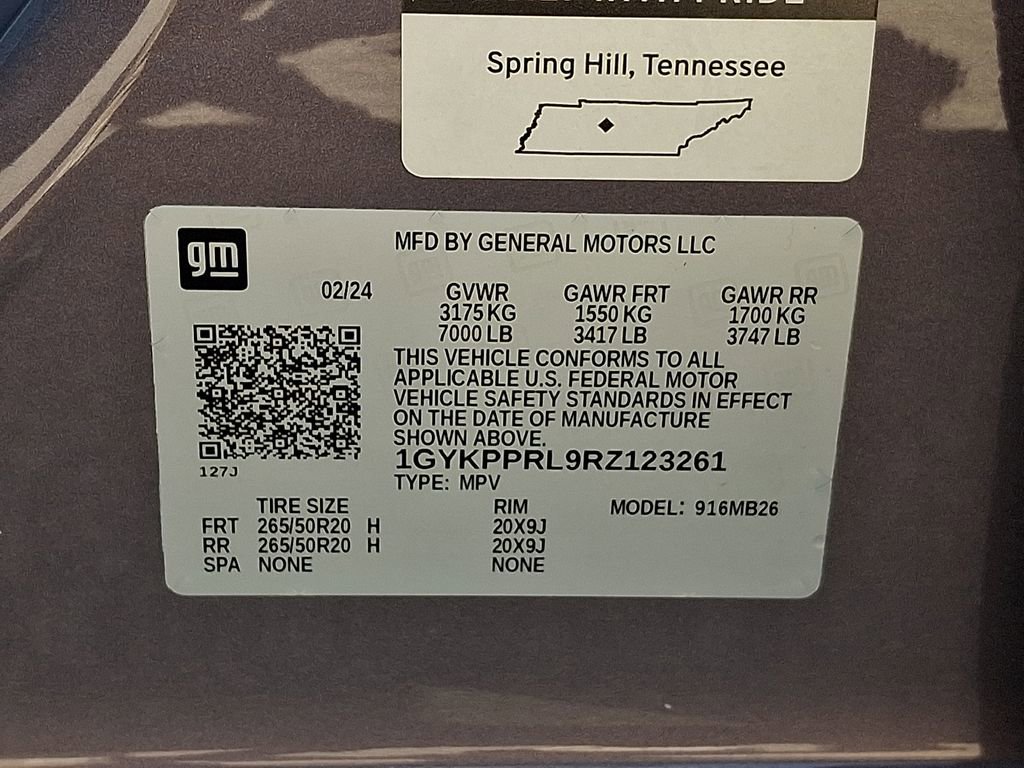 Spring Hill, Tennessee
gm
MFD BY GENERAL MOTORS LLC
02/24 GVWR GAWR FRT GAWR RR
3175 KG 1550 KG 1700 KG
7000 LB 3417 LB 3747 LB
THIS VEHICLE CONFORMS TO ALL
APPLICABLE U.S. FEDERAL MOTOR
VEHICLE SAFETY STANDARDS IN EFFECT
ON THE DATE OF MANUFACTURE
SHOWN ABOVE.
1GYKPPRL9RZ123261
127J
TYPE: MPV
TIRE SIZE RIM MODEL: 916MB26
FRT 265/50R20 H 20X9J
RR 265/50R20 H 20X9J
SPA NONE NONE